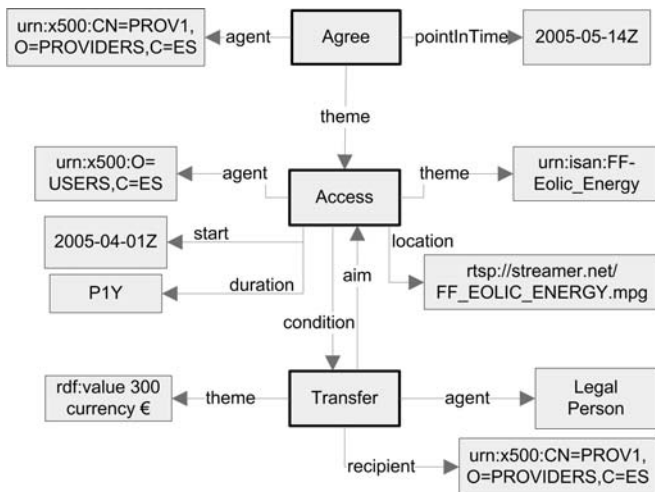 urn:x500:CN=PROV1,
O=PROVIDERS,C=ES
agent
Agree
pointInTime
2005-05-14Z
theme
urn:x500:O=
USERS,C=ES
agent
Access
theme
urn:isan:FF-
Eolic_Energy
2005-04-01Z
start
location
P1Y
duration
aim
rtsp://streamer.net/
FF_EOLIC_ENERGY.mpg
condition
rdf:value 300
currency €
theme
Transfer
agent
Legal
Person
recipient
urn:x500:CN=PROV1,
O=PROVIDERS,C=ES